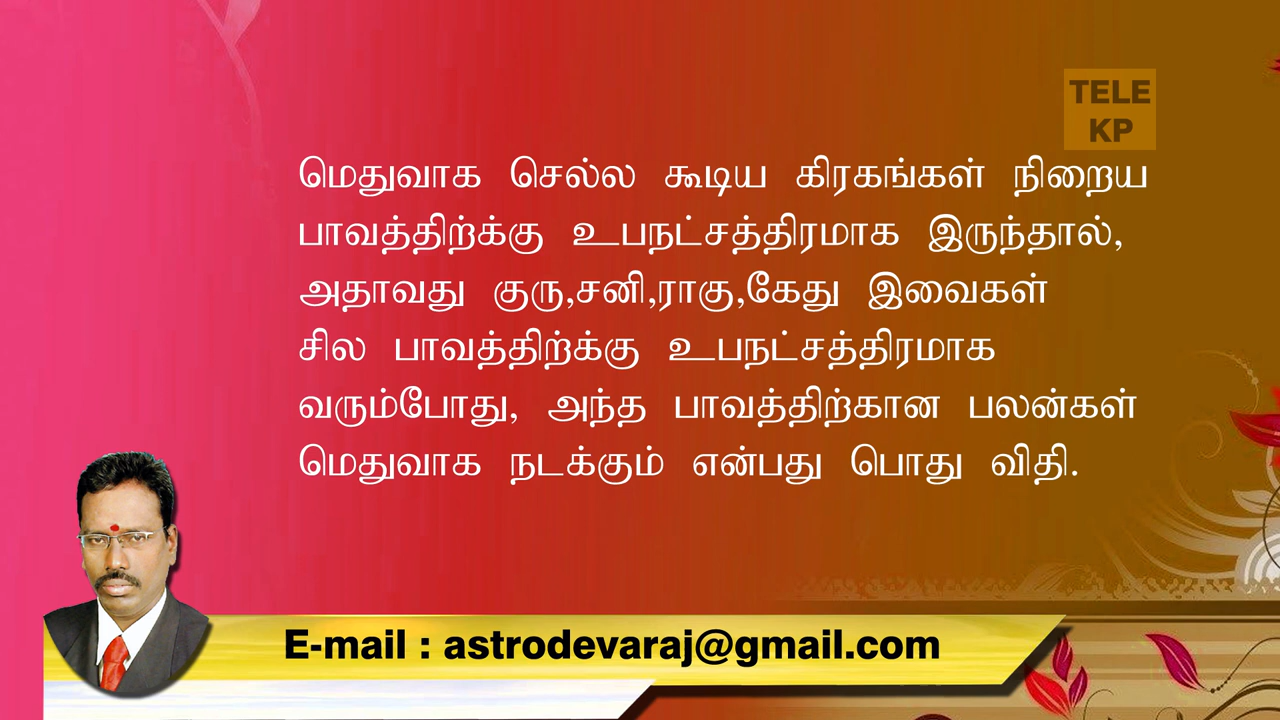 TELE
KP
மெதுவாக செல்ல கூடிய கிரகங்கள் நிறைய
பாவத்திற்க்கு உபநட்சத்திரமாக இருந்தால்,
அதாவது குரு,சனி,ராகு,கேது இவைகள்
சில பாவத்திற்க்கு உபநட்சத்திரமாக
வரும்போது, அந்த பாவத்திற்கான பலன்கள்
மெதுவாக நடக்கும் என்பது பொது விதி.
E-mail : astrodevaraj@gmail.com